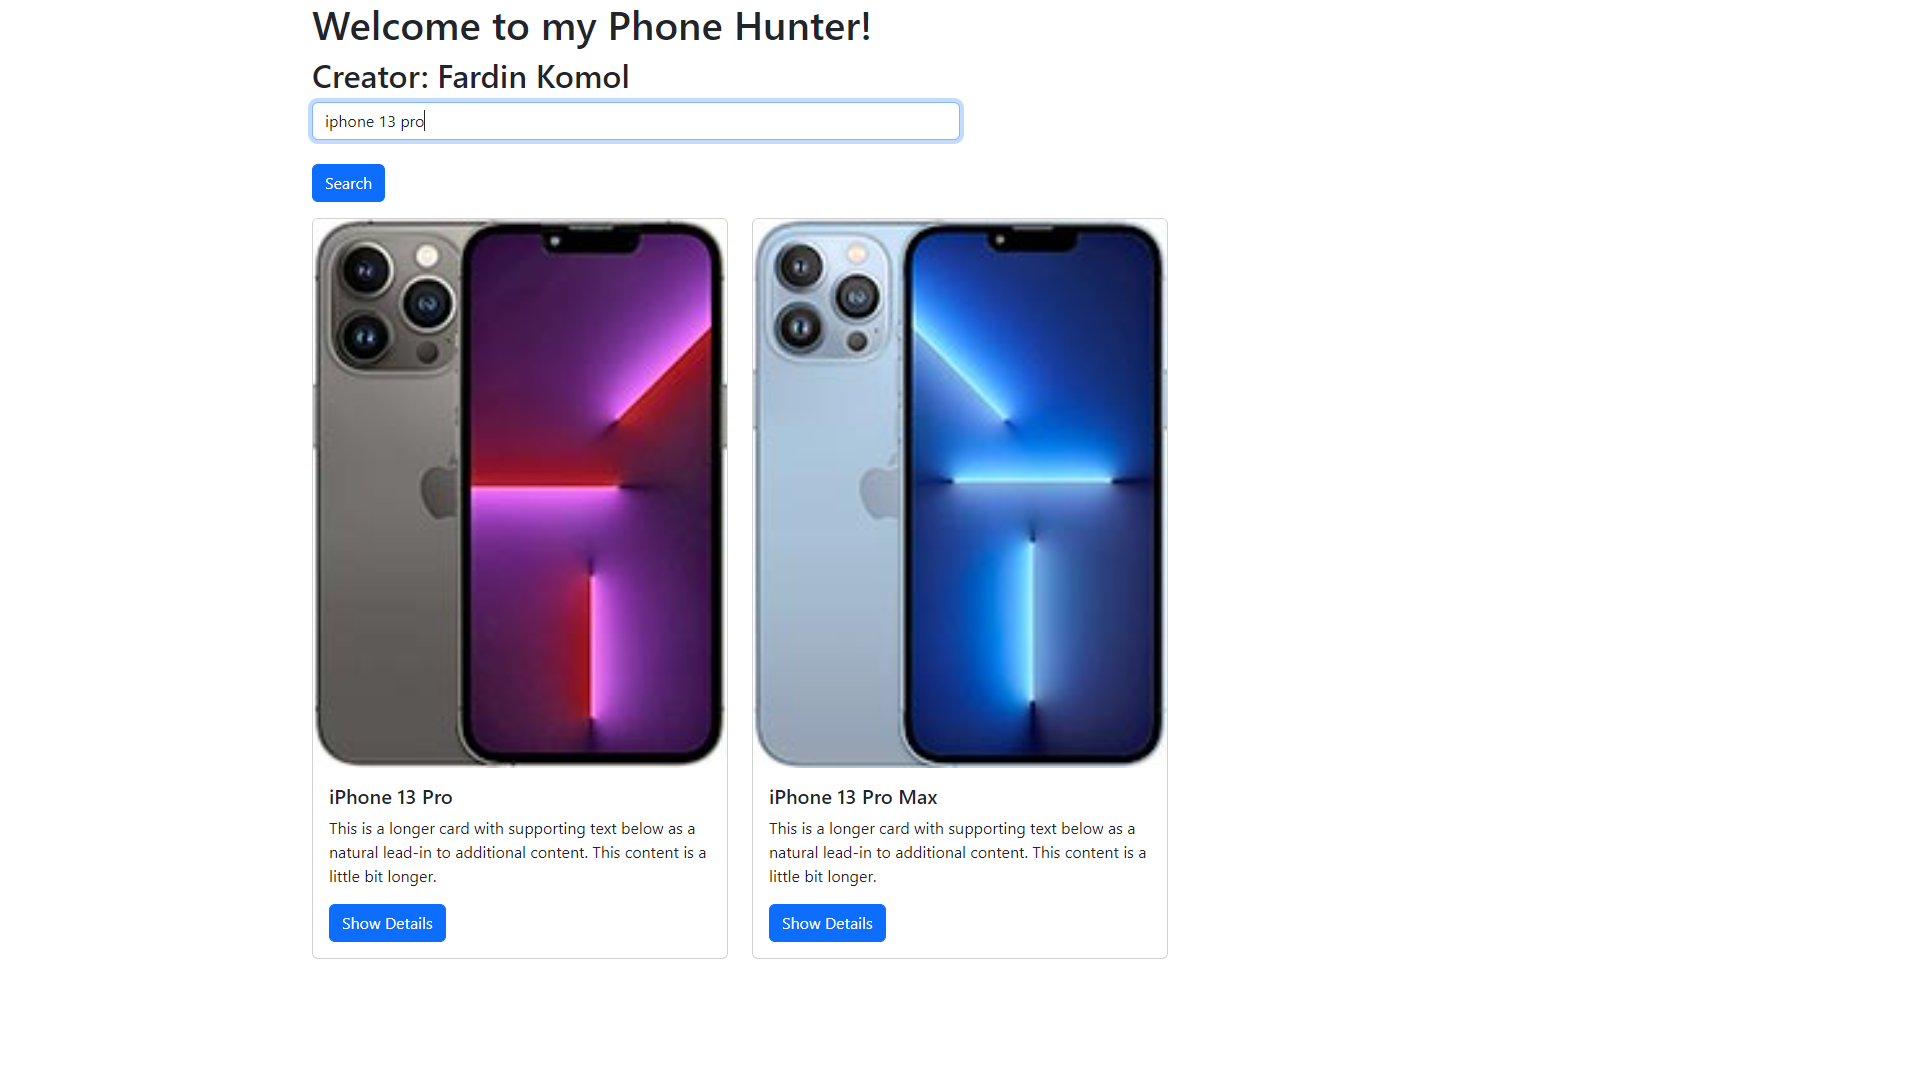 Welcome to my Phone Hunter!
Creator: Fardin Komol
iphone 13 pro
Search
iPhone 13 Pro
This is a longer card with supporting text below as a
natural lead-in to additional content. This content is a
little bit longer.
Show Details
iPhone 13 Pro Max
This is a longer card with supporting text below as a
natural lead-in to additional content. This content is a
little bit longer.
Show Details